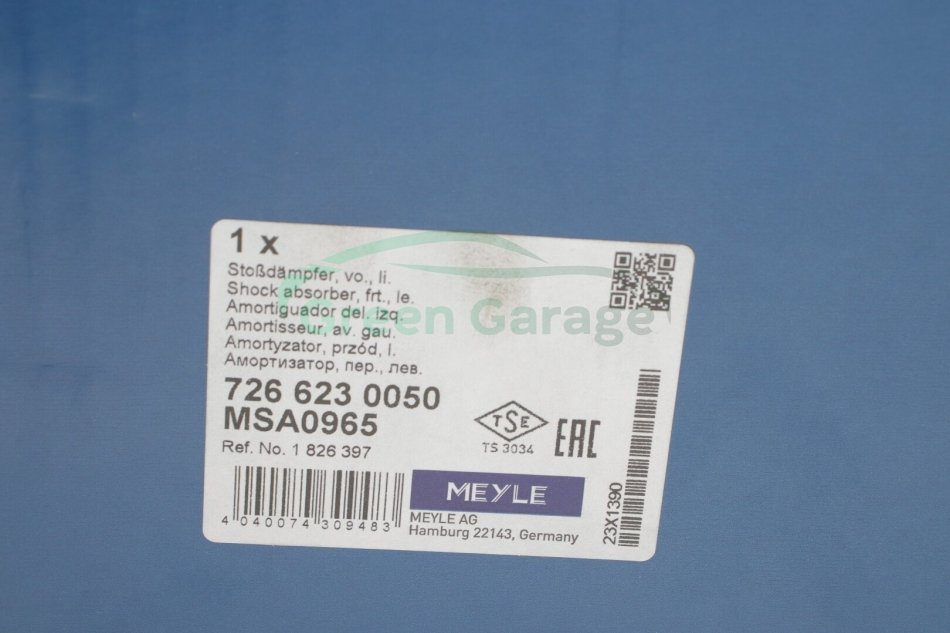 1 x
Stoßdämpfer, vo., li.
Shock absorber, frt., le.
Amortiguador del. izq.
Amortisseur, av. gau.
Amortyzator, przód, l.
Амортизатор, пер., лев.
Green Garage
726 623 0050
MSA0965
Ref. No. 1 826 397
TSE
TS 3034
EAC
MEYLE
MEYLE AG
Hamburg 22143, Germany
4 040074 309483
23X1390